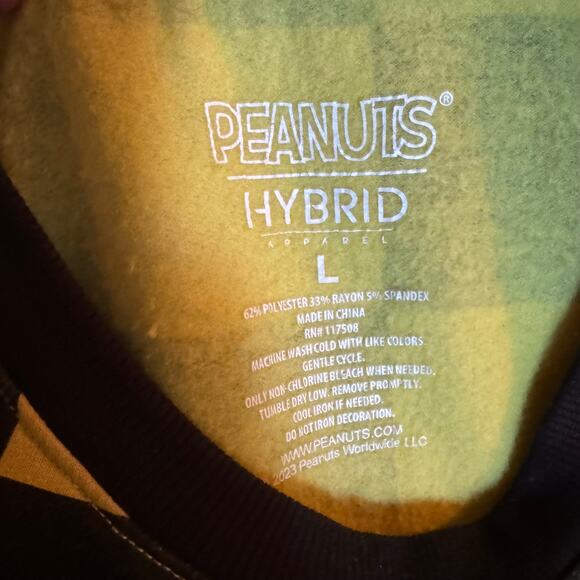 PEANUTS®
HYBRID
APPAREL
L
62% POLYESTER 33% RAYON 5% SPANDEX
MADE IN CHINA
RN# 117508
MACHINE WASH COLD WITH LIKE COLORS
GENTLE CYCLE.
ONLY NON-CHLORINE BLEACH WHEN NEEDED.
TUMBLE DRY LOW. REMOVE PROMPTLY.
COOL IRON IF NEEDED.
DO NOT IRON DECORATION.
WWW.PEANUTS.COM
2023 Peanuts Worldwide LLC